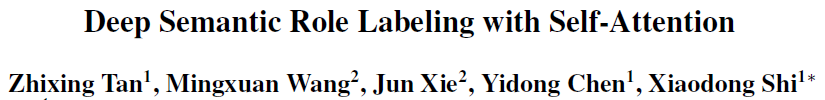 Deep Semantic Role Labeling with Self-Attention
Zhixing Tan¹, Mingxuan Wang², Jun Xie², Yidong Chen¹, Xiaodong Shi¹*